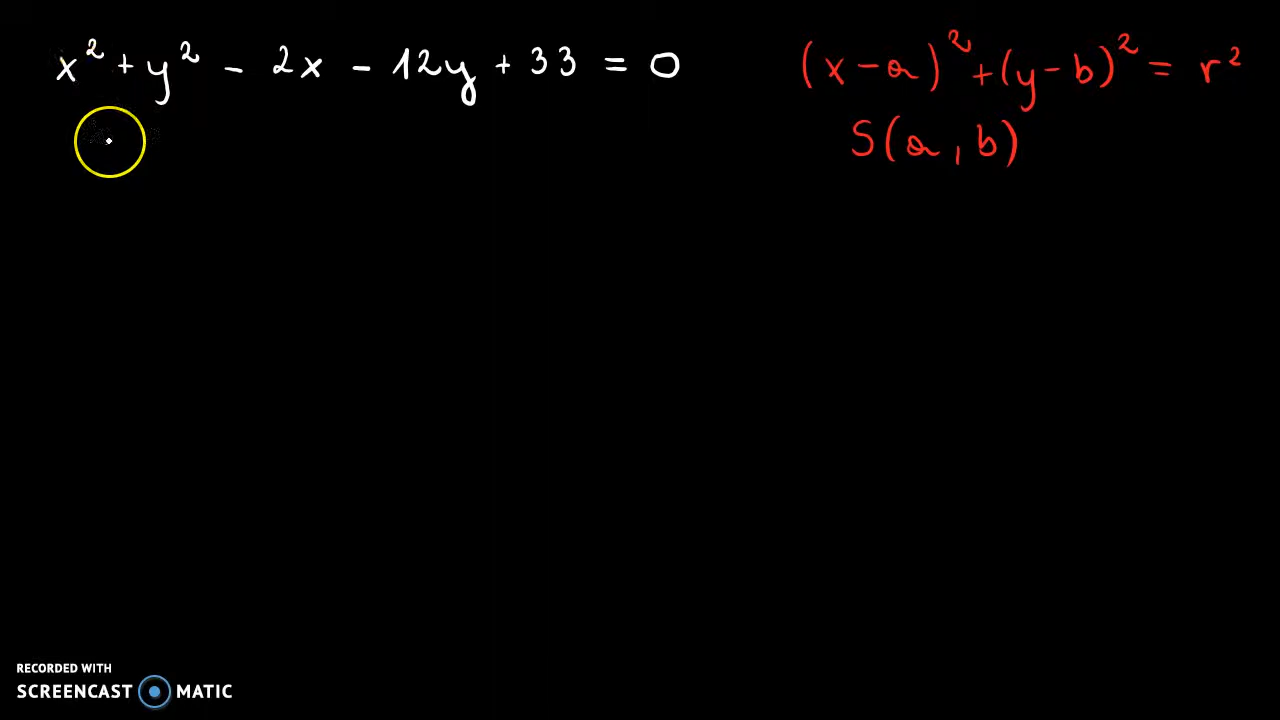 x² + y² - 2x - 12y + 33 = 0
(x - a)² + (y - b)² = r²
S(a, b)
RECORDED WITH
SCREENCAST MATIC